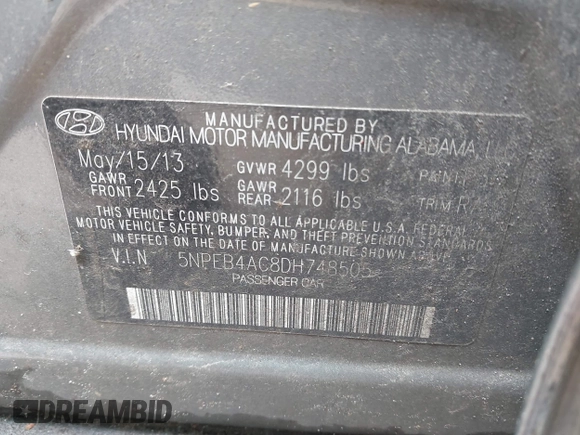 MANUFACTURED BY
HYUNDAI MOTOR MANUFACTURING ALABAMA,
May/15/13 GVWR 4299 lbs PAINT
GAWR FRONT 2425 lbs GAWR REAR 2116 lbs TRIM R
THIS VEHICLE CONFORMS TO ALL APPLICABLE U.S.A. FEDERAL
MOTOR VEHICLE SAFETY, BUMPER, AND THEFT PREVENTION STANDARDS
IN EFFECT ON THE DATE OF MANUFACTURE SHOWN ABOVE.
V.I.N 5NPEB4AC8DH748505
PASSENGER CAR
DREAMBID